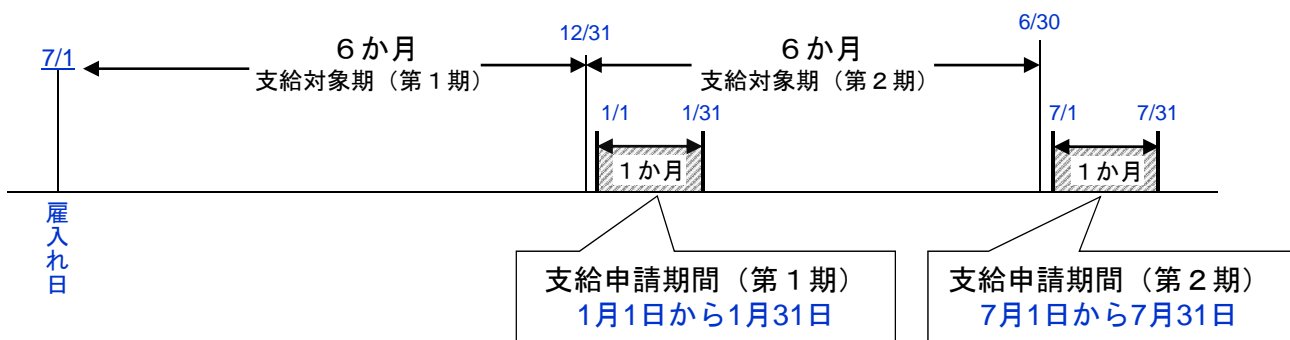 7/1
6か月
支給対象期（第1期）
12/31
6か月
支給対象期（第2期）
6/30
1/1
1/31
1か月
7/1
7/31
1か月
雇入れ日
支給申請期間（第1期）
1月1日から1月31日
支給申請期間（第2期）
7月1日から7月31日